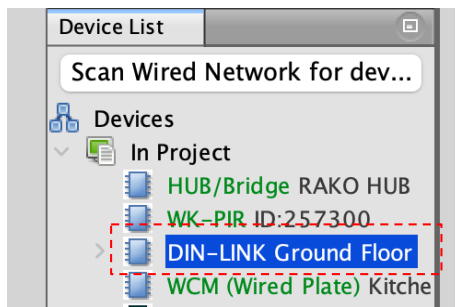 Device List
Scan Wired Network for dev...
Devices
In Project
HUB/Bridge RAKO HUB
WK-PIR ID:257300
DIN-LINK Ground Floor
WCM (Wired Plate) Kitche